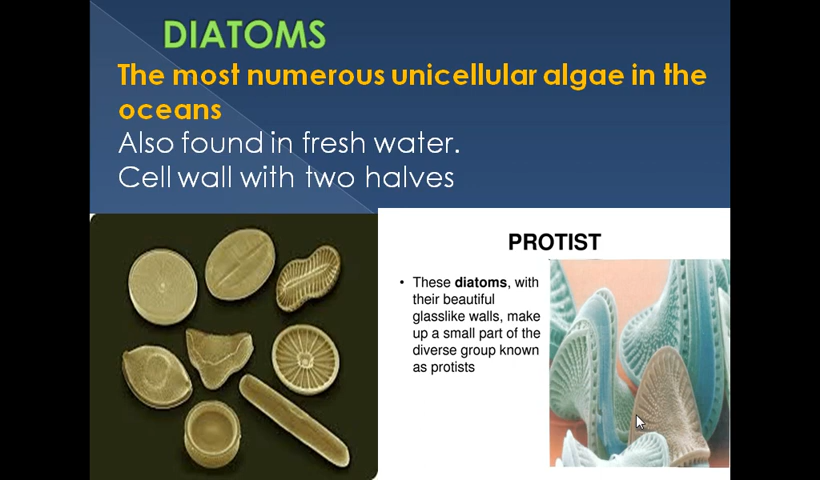 DIATOMS
The most numerous unicellular algae in the
oceans
Also found in fresh water.
Cell wall with two halves
PROTIST
• These diatoms, with
their beautiful
glasslike walls, make
up a small part of the
diverse group known
as protists